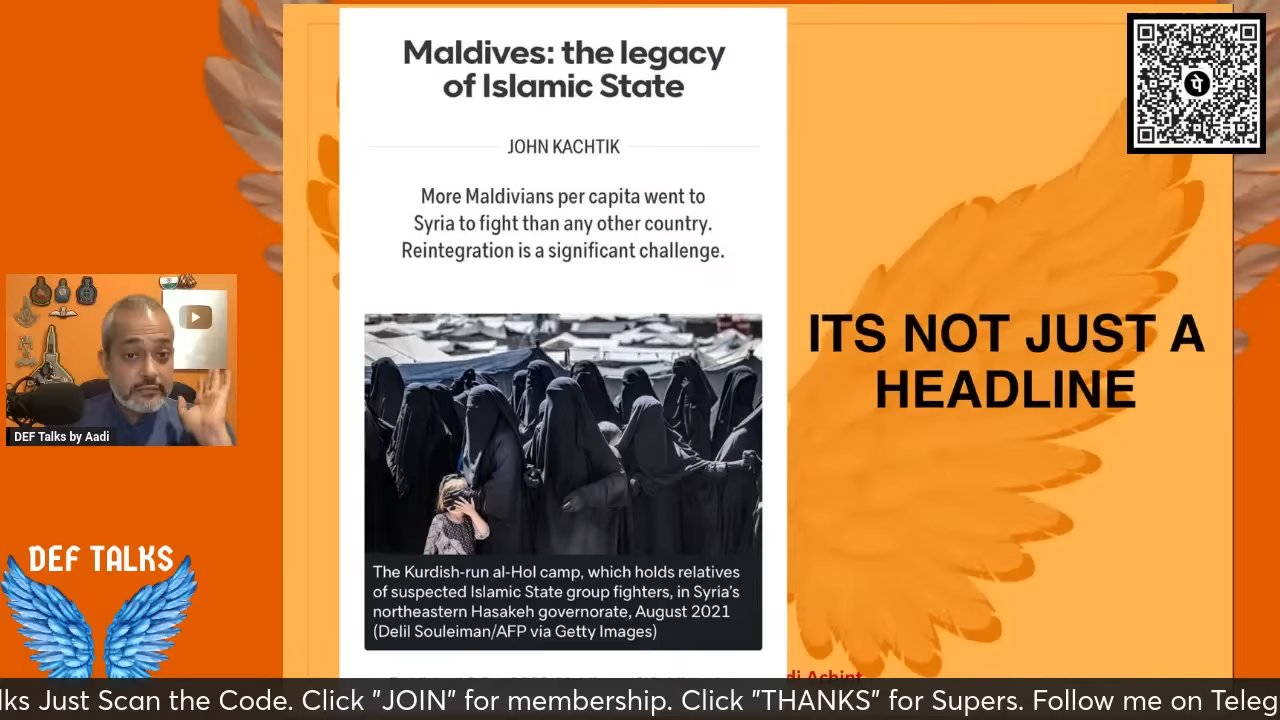 Maldives: the legacy
of Islamic State
JOHN KACHTIK
More Maldivians per capita went to
Syria to fight than any other country.
Reintegration is a significant challenge.
The Kurdish-run al-Hol camp, which holds relatives
of suspected Islamic State group fighters, in Syria's
northeastern Hasakeh governorate, August 2021
(Delil Souleiman/AFP via Getty Images)
ITS NOT JUST A
HEADLINE
पे
DEF Talks by Aadi
DEF TALKS
lks Just Scan the Code. Click "JOIN" for membership. Click "THANKS" for Supers. Follow me on Teleg